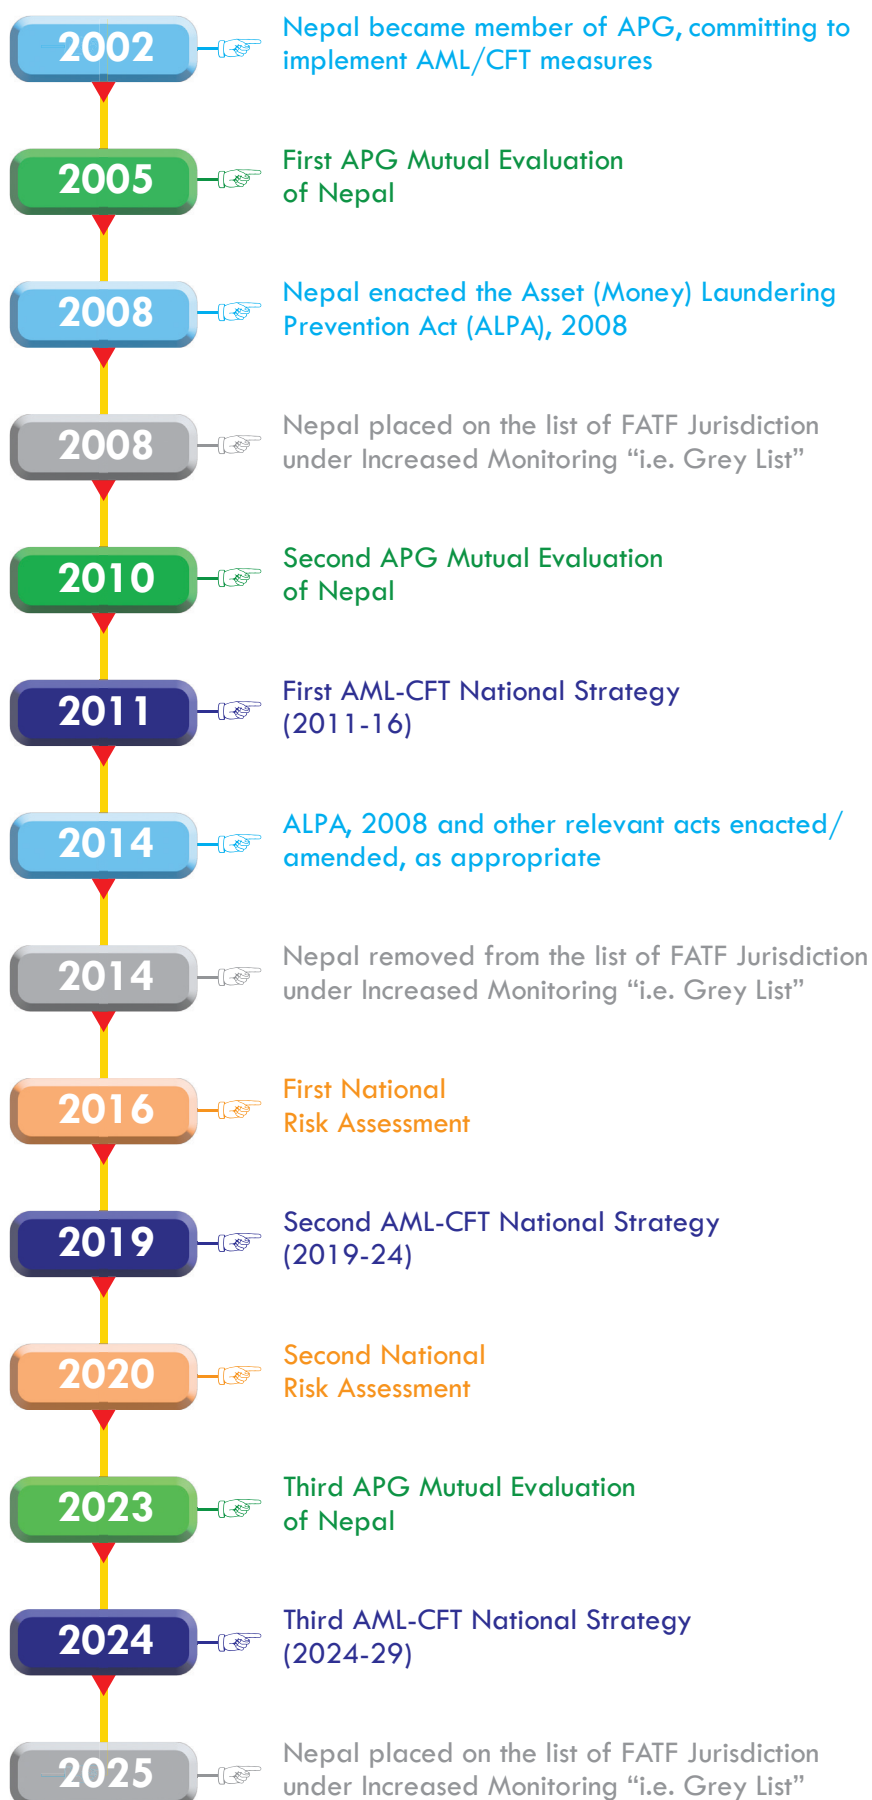 2002
Nepal became member of APG, committing to
implement AML/CFT measures
2005
First APG Mutual Evaluation
of Nepal
2008
Nepal enacted the Asset (Money) Laundering
Prevention Act (ALPA), 2008
2008
Nepal placed on the list of FATF Jurisdiction
under Increased Monitoring “i.e. Grey List”
2010
Second APG Mutual Evaluation
of Nepal
2011
First AML-CFT National Strategy
(2011-16)
2014
ALPA, 2008 and other relevant acts enacted/
amended, as appropriate
2014
Nepal removed from the list of FATF Jurisdiction
under Increased Monitoring “i.e. Grey List”
2016
First National
Risk Assessment
2019
Second AML-CFT National Strategy
(2019-24)
2020
Second National
Risk Assessment
2023
Third APG Mutual Evaluation
of Nepal
2024
Third AML-CFT National Strategy
(2024-29)
2025
Nepal placed on the list of FATF Jurisdiction
under Increased Monitoring “i.e. Grey List”